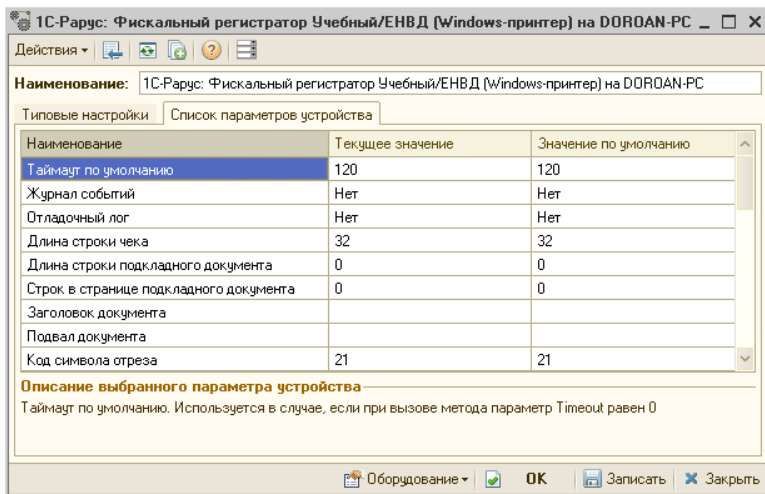 1С-Рарус: Фискальный регистратор Учебный/ЕНВД (Windows-принтер) на DOROAN-PC
Действия
Наименование: 1С-Рарус: Фискальный регистратор Учебный/ЕНВД (Windows-принтер) на DOROAN-PC
Типовые настройки Список параметров устройства
Наименование Текущее значение Значение по умолчанию
Таймаут по умолчанию 120 120
Журнал событий Нет Нет
Отладочный лог Нет Нет
Длина строки чека 32 32
Длина строки подкладного документа 0 0
Строк в странице подкладного документа 0 0
Заголовок документа
Подвал документа
Код символа отреза 21 21
Описание выбранного параметра устройства
Таймаут по умолчанию. Используется в случае, если при вызове метода параметр Timeout равен 0
Оборудование OK Записать Закрыть